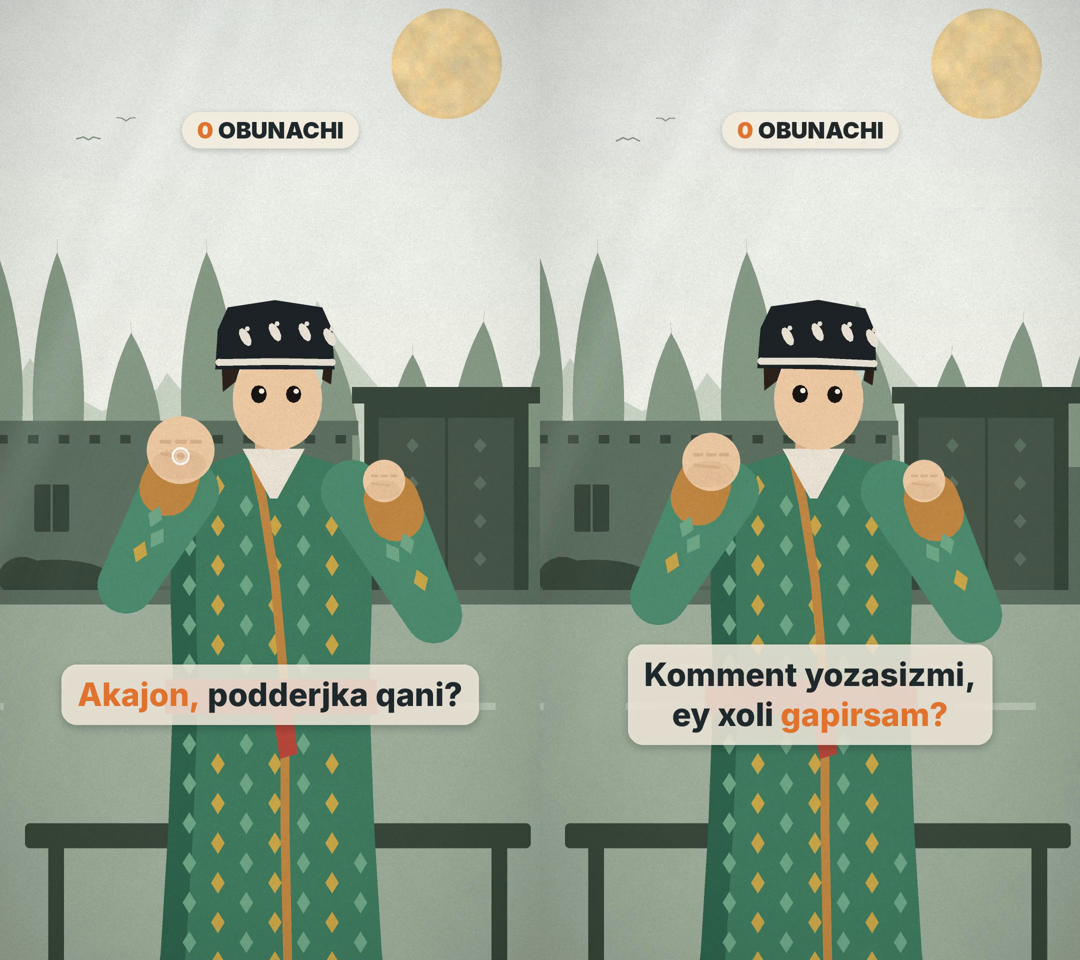 0 OBUNACHI
Akajon, podderjka qani?
0 OBUNACHI
Komment yozasizmi,
ey xoli gapirsam?